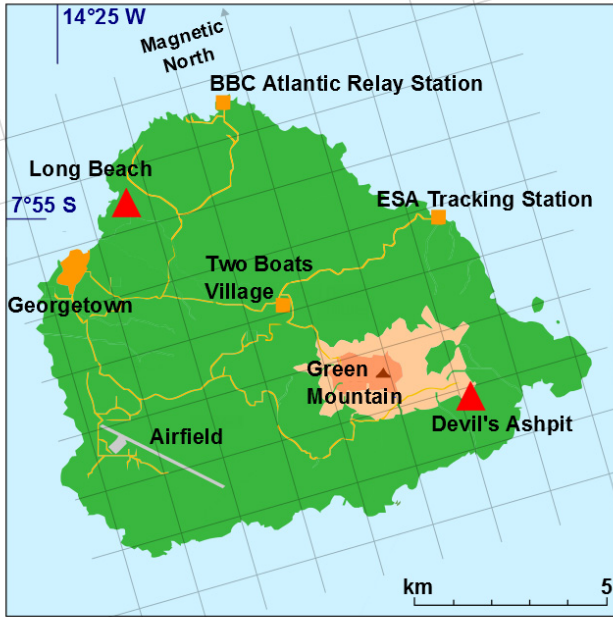 14°25 W
Magnetic
North
BBC Atlantic Relay Station
Long Beach
ESA Tracking Station
7°55 S
Two Boats
Village
Georgetown
Green
Mountain
Devil's Ashpit
Airfield
km 5